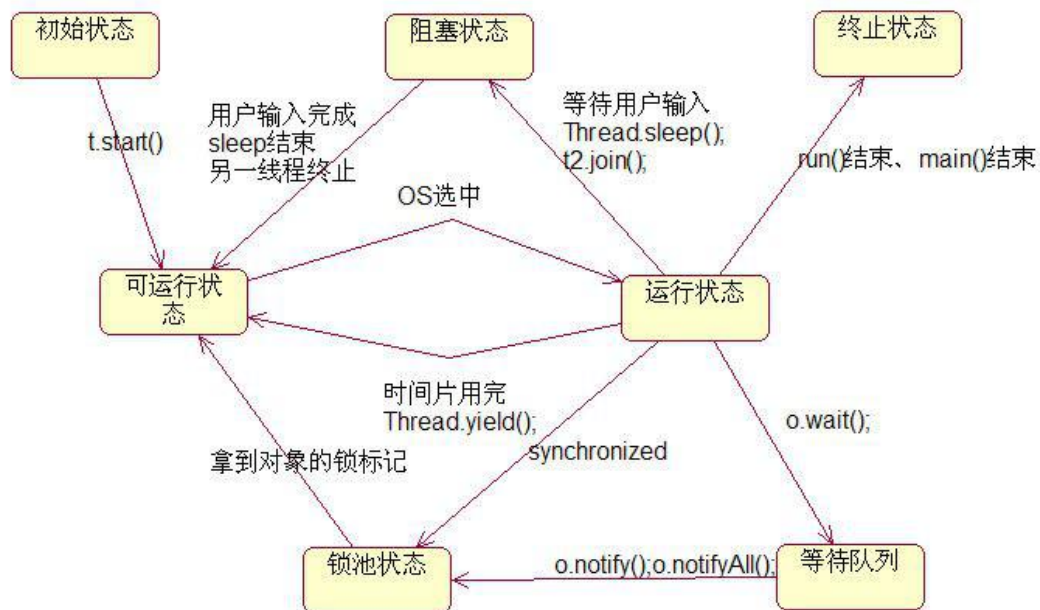 初始状态
阻塞状态
终止状态
t.start()
用户输入完成
sleep结束
另一线程终止
等待用户输入
Thread.sleep();
t2.join();
run()结束、main()结束
OS选中
可运行状
态
运行状态
时间片用完
Thread.yield();
o.wait();
synchronized
拿到对象的锁标记
锁池状态
o.notify();o.notifyAll();
等待队列